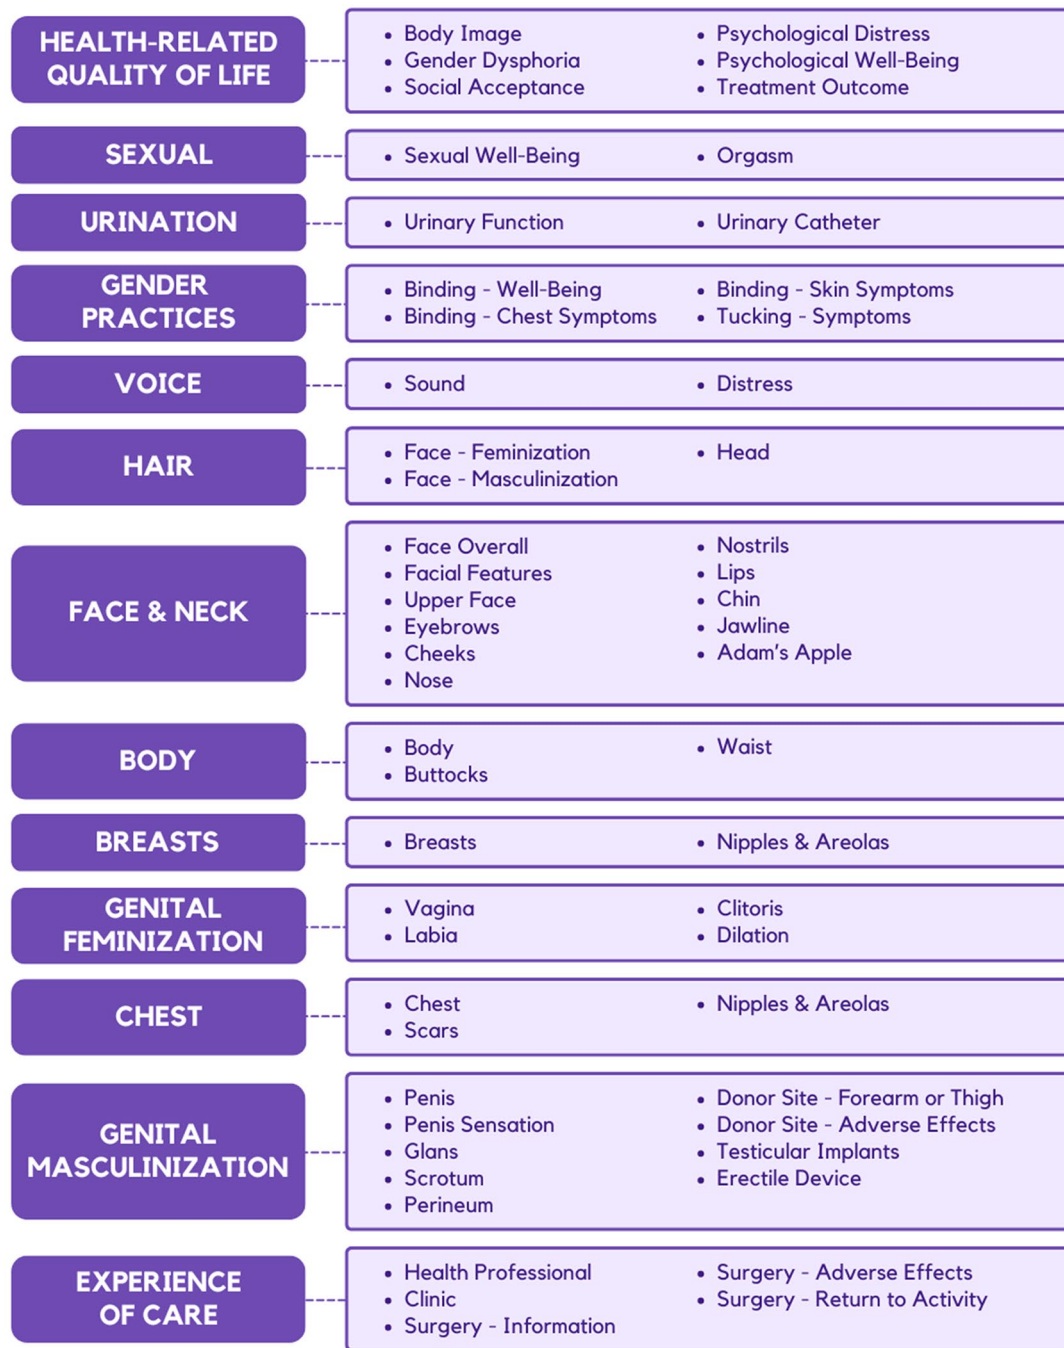 HEALTH-RELATED
QUALITY OF LIFE
• Body Image
• Gender Dysphoria
• Social Acceptance
• Psychological Distress
• Psychological Well-Being
• Treatment Outcome
SEXUAL
• Sexual Well-Being
• Orgasm
URINATION
• Urinary Function
• Urinary Catheter
GENDER
PRACTICES
• Binding - Well-Being
• Binding - Chest Symptoms
• Binding - Skin Symptoms
• Tucking - Symptoms
VOICE
• Sound
• Distress
HAIR
• Face - Feminization
• Face - Masculinization
• Head
FACE & NECK
• Face Overall
• Facial Features
• Upper Face
• Eyebrows
• Cheeks
• Nose
• Nostrils
• Lips
• Chin
• Jawline
• Adam's Apple
BODY
• Body
• Buttocks
• Waist
BREASTS
• Breasts
• Nipples & Areolas
GENITAL
FEMINIZATION
• Vagina
• Labia
• Clitoris
• Dilation
CHEST
• Chest
• Scars
• Nipples & Areolas
GENITAL
MASCULINIZATION
• Penis
• Penis Sensation
• Glans
• Scrotum
• Perineum
• Donor Site - Forearm or Thigh
• Donor Site - Adverse Effects
• Testicular Implants
• Erectile Device
EXPERIENCE
OF CARE
• Health Professional
• Clinic
• Surgery - Information
• Surgery - Adverse Effects
• Surgery - Return to Activity